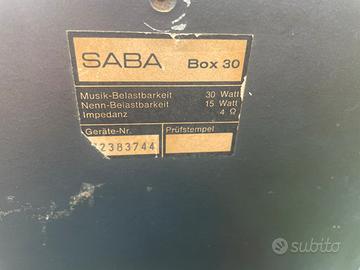 SABA Box 30
Musik-Belastbarkeit 30 Watt
Nenn-Belastbarkeit 15 Watt
Impedanz 4 Ω
Geräte-Nr. Prüfstempel
2383744
subito